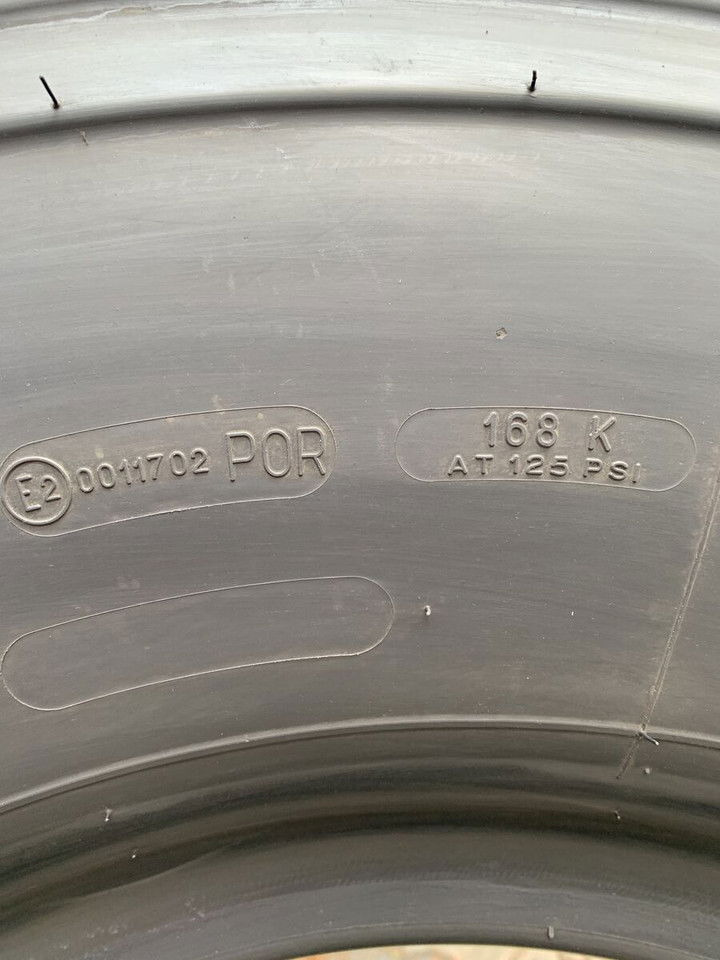 E2 0011702 POR
168 K
AT 125 PSI